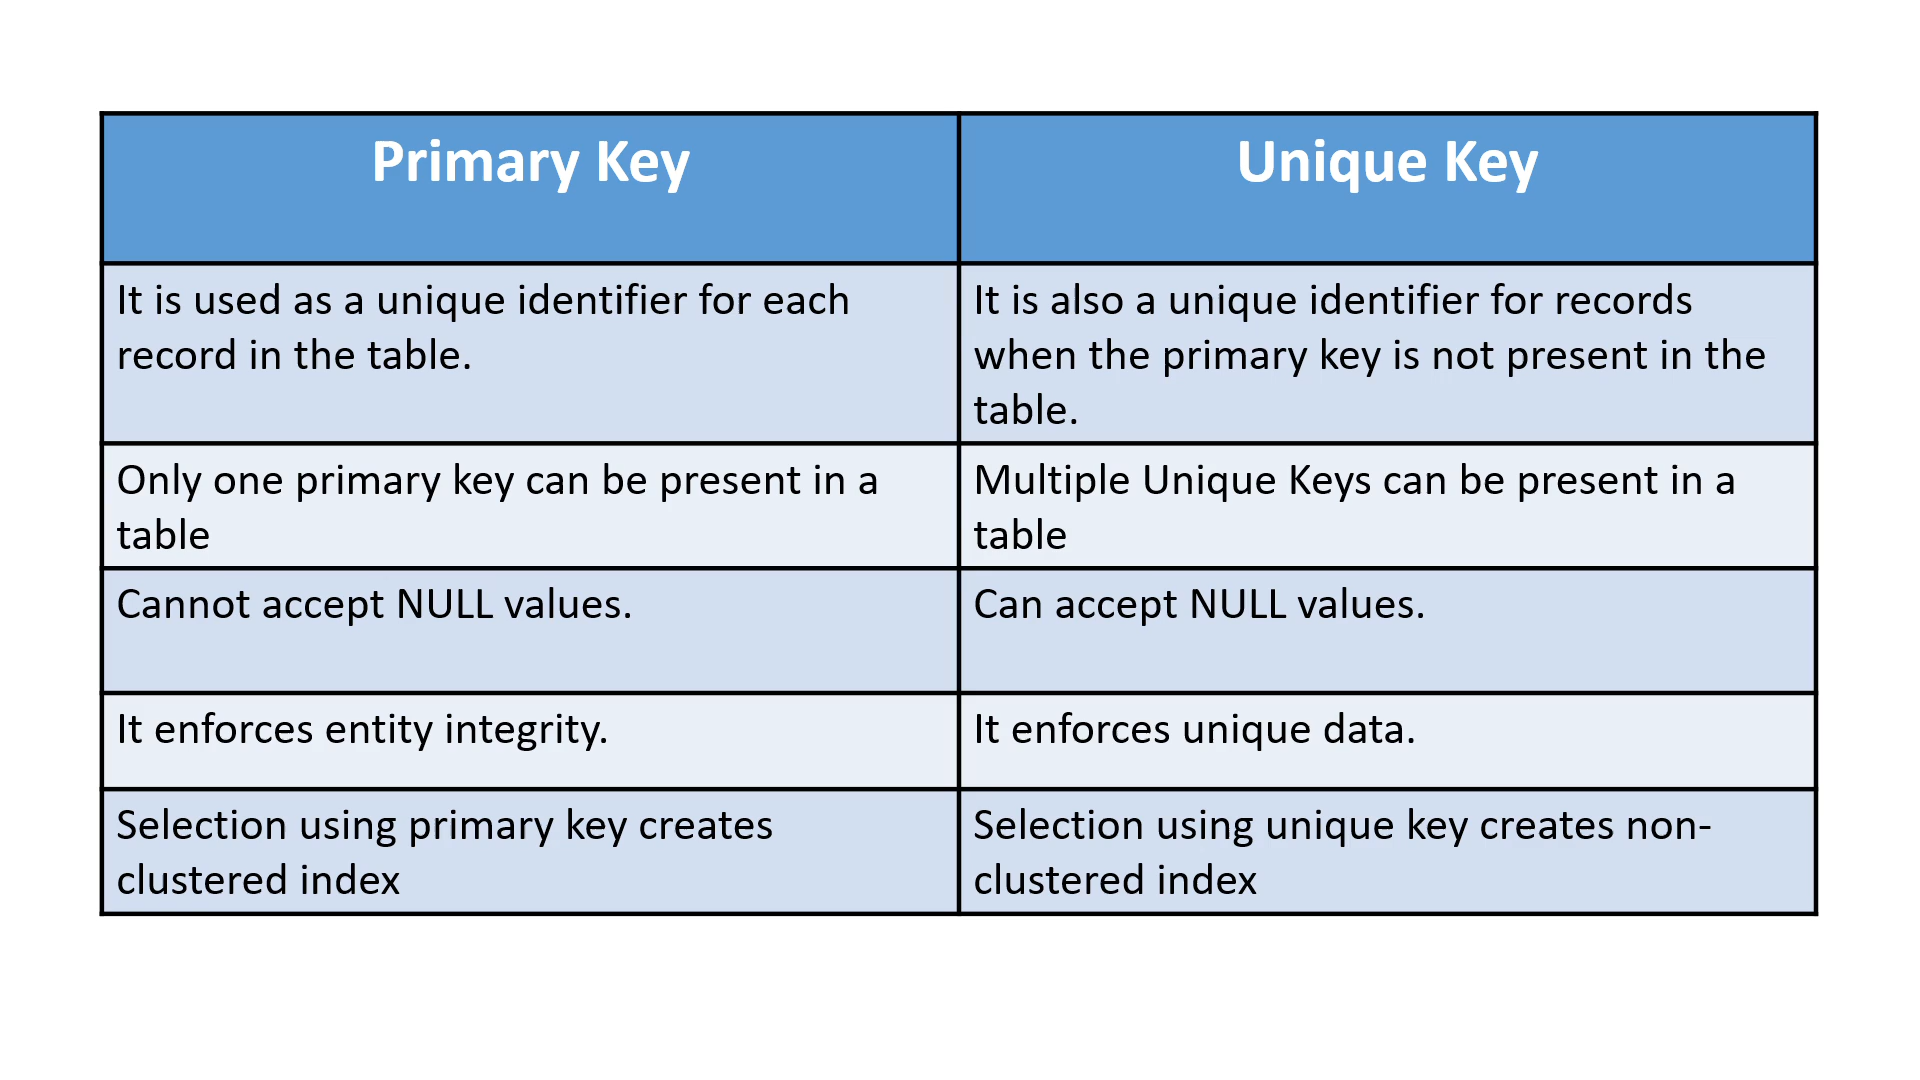 Primary Key
Unique Key
It is used as a unique identifier for each
record in the table.
It is also a unique identifier for records
when the primary key is not present in the
table.
Only one primary key can be present in a
table
Multiple Unique Keys can be present in a
table
Cannot accept NULL values.
Can accept NULL values.
It enforces entity integrity.
It enforces unique data.
Selection using primary key creates
clustered index
Selection using unique key creates non-
clustered index